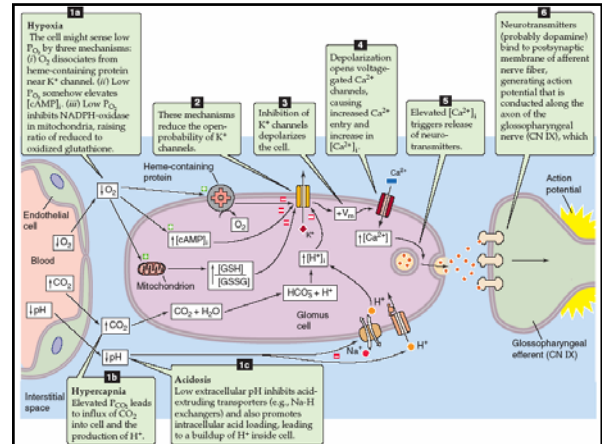 1a
Hypoxia
The cell might sense low
P O₂ by three mechanisms:
(i) O₂ dissociates from
heme-containing protein
near K⁺ channel. (ii) Low
P O₂ somehow elevates
[cAMP]i. (iii) Low P O₂
inhibits NADPH-oxidase
in mitochondria, raising
ratio of reduced to
oxidized glutathione.
2
These mechanisms
reduce the open-
probability of K⁺
channels.
3
Inhibition of
K⁺ channels
depolarizes
the cell.
4
Depolarization
opens voltage-
gated Ca²⁺
channels,
causing
increased Ca²⁺
entry and
increase in
[Ca²⁺]i.
5
Elevated [Ca²⁺]i
triggers release
of neuro-
transmitters.
6
Neurotransmitters
(probably dopamine)
bind to postsynaptic
membrane of afferent
nerve fiber,
generating action
potential that is
conducted along
the axon of the
glossopharyngeal
nerve (CN IX), which
Heme-containing
protein
↓O₂
O₂
↑[cAMP]i
Mitochondrion
↑[GSH]
[GSSG]
+Vm
K⁺
Ca²⁺
↑[Ca²⁺]i
↑[H⁺]i
HCO₃⁻ + H⁺
CO₂ + H₂O
Glomus
cell
Endothelial
cell
↓O₂
Blood
↑CO₂
↓pH
↑CO₂
↓pH
H⁺
Na⁺
H⁺
Interstitial
space
Action
potential
Glossopharyngeal
efferent (CN IX)
1b
Hypercapnia
Elevated P CO₂ leads
to influx of CO₂
into cell and the
production of H⁺.
1c
Acidosis
Low extracellular pH inhibits acid-
extruding transporters (e.g., Na-H
exchangers) and also promotes
intracellular acid loading, leading
to a buildup of H⁺ inside cell.